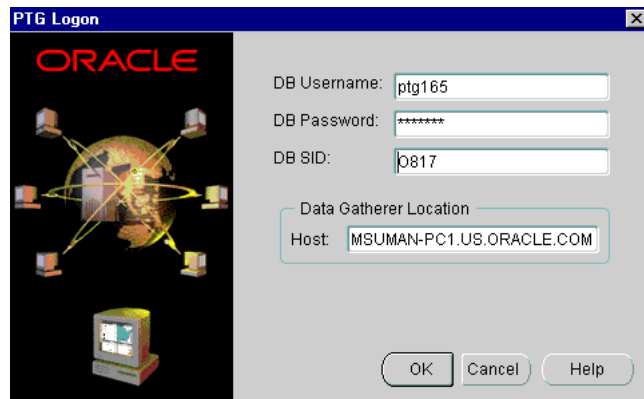 PTG Logon
ORACLE
DB Username: ptg165
DB Password: *******
DB SID: O817
Data Gatherer Location
Host: MSUMAN-PC1.US.ORACLE.COM
OK Cancel Help